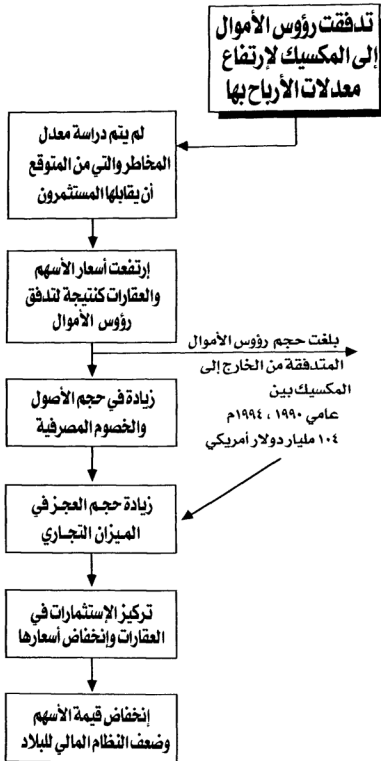 تدفقت رؤوس الأموال
إلى المكسيك لإرتفاع
معدلات الأرباح بها
لم يتم دراسة معدل
المخاطر والتي من المتوقع
أن يقابلها المستثمرون
إرتفعت أسعار الأسهم
والعقارات كنتيجة لتدفق
رؤوس الأموال
بلغت حجم رؤوس الأموال
المتدفقة من الخارج إلى
المكسيك بين
عامي ١٩٩٠ ، ١٩٩٤م
١٠٤ مليار دولار أمريكي
زيادة في حجم الأصول
والخصوم المصرفية
زيادة حجم العجز في
الميزان التجاري
تركيز الإستثمارات في
العقارات وإنخفاض أسعارها
إنخفاض قيمة الأسهم
وضعف النظام المالي للبلاد